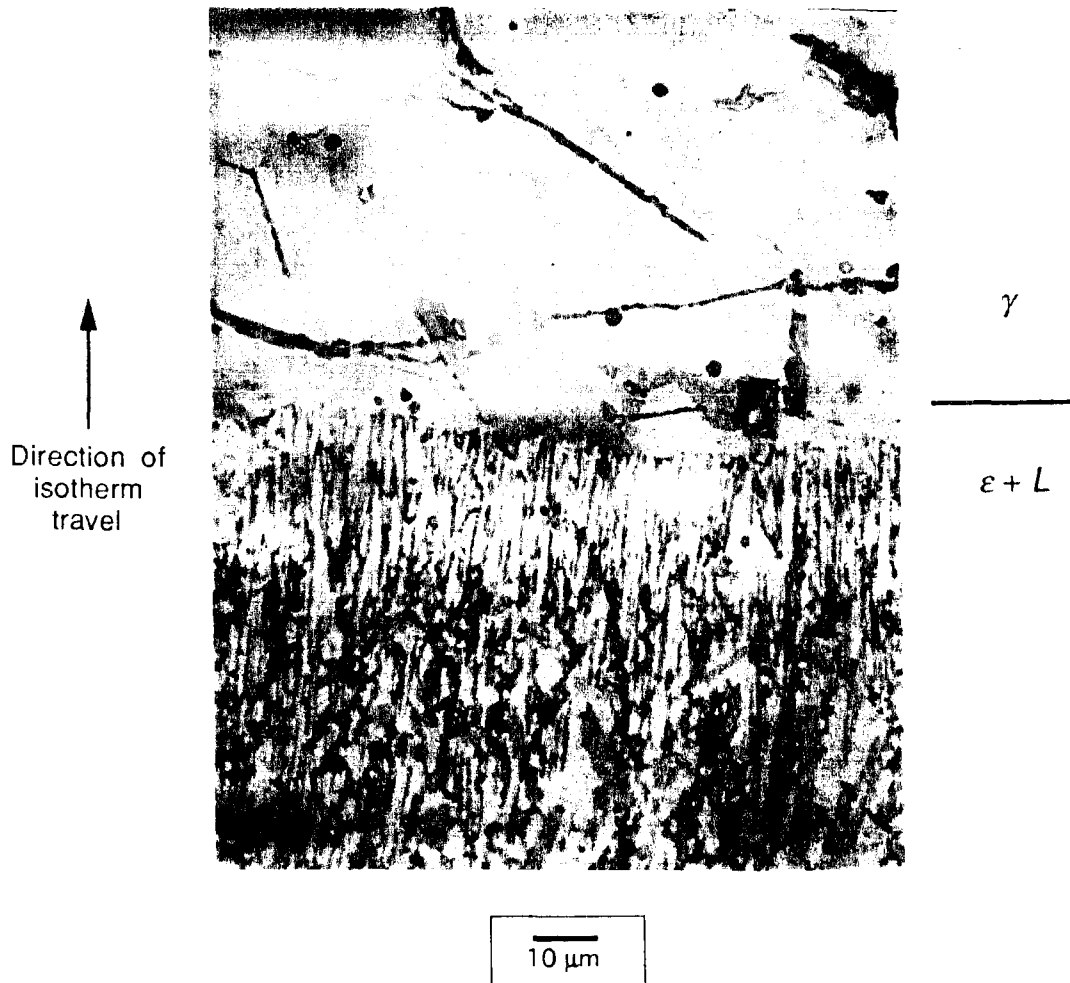 γ
Direction of
isotherm
travel
ε + L
10 μm